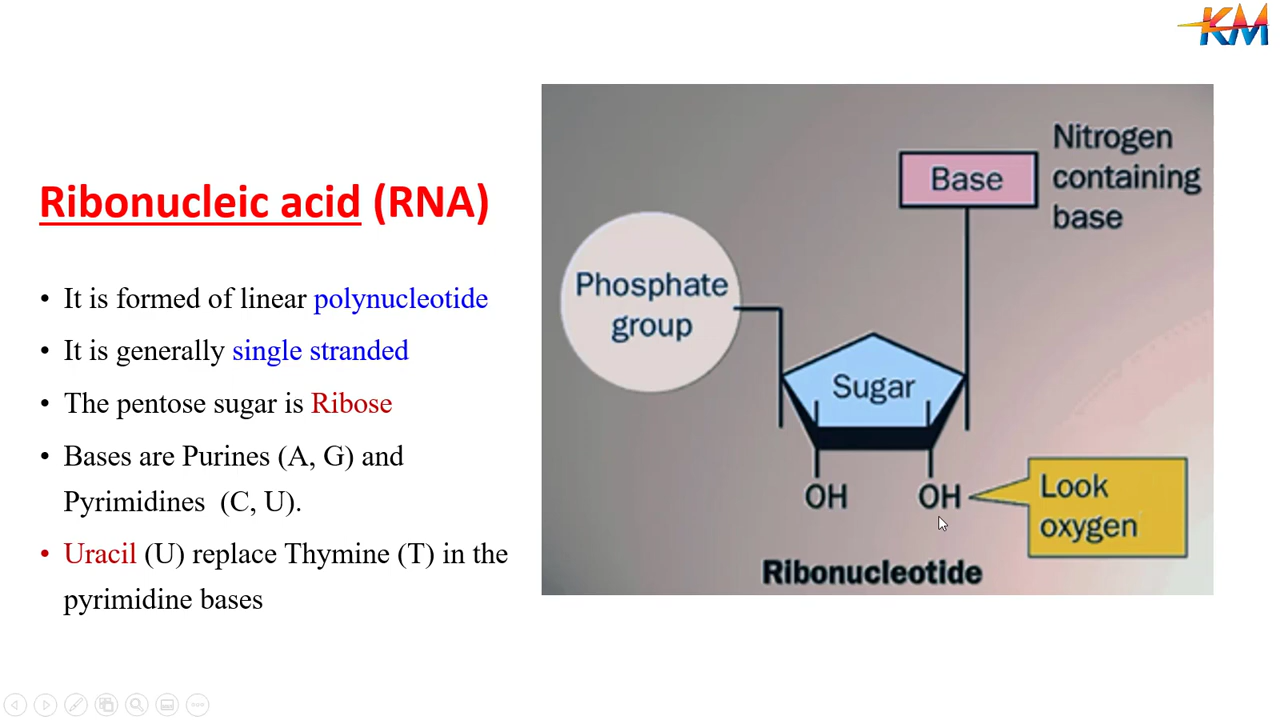 KM
Ribonucleic acid (RNA)
• It is formed of linear polynucleotide
• It is generally single stranded
• The pentose sugar is Ribose
• Bases are Purines (A, G) and
Pyrimidines (C, U).
• Uracil (U) replace Thymine (T) in the
pyrimidine bases
Nitrogen
containing
base
Base
Phosphate
group
Sugar
OH
OH
Look
oxygen
Ribonucleotide